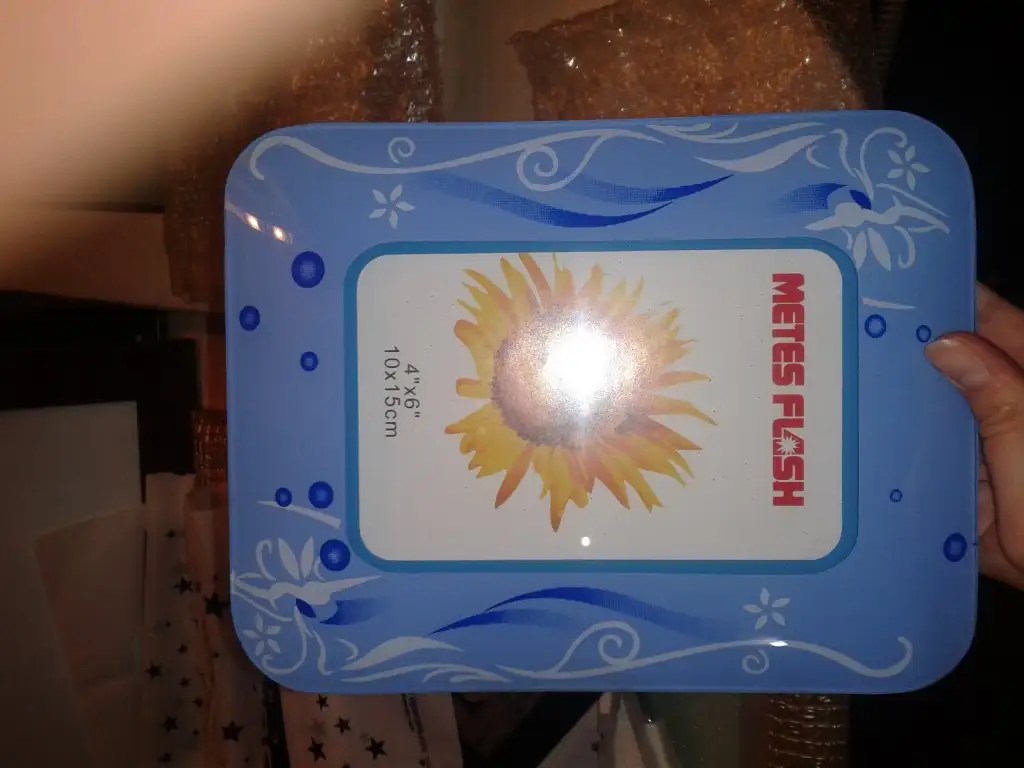 METES FLASH
4"x6"
10x15cm